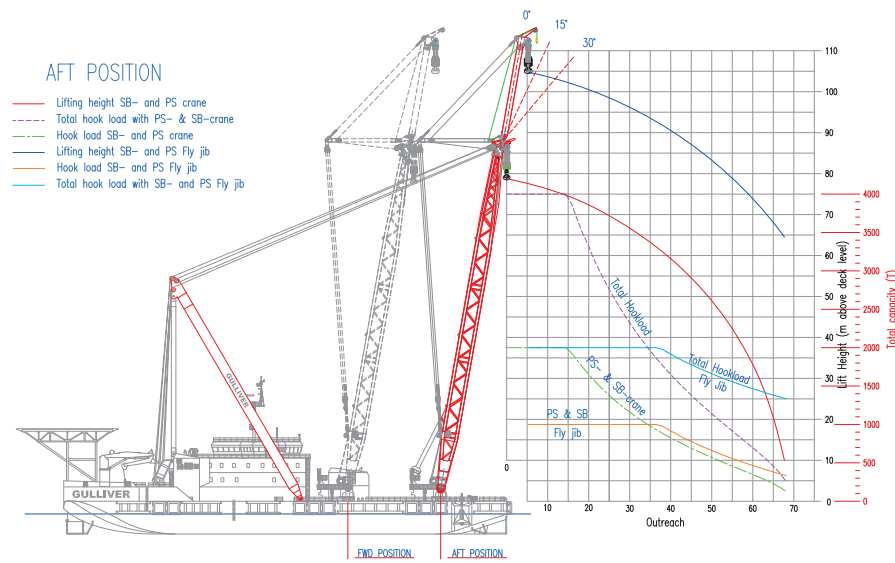 AFT POSITION
Lifting height SB- and PS crane
Total hook load with PS- & SB-crane
Hook load SB- and PS crane
Lifting height SB- and PS Fly jib
Hook load SB- and PS Fly jib
Total hook load with SB- and PS Fly jib
0°
15°
30°
110
100
90
80
70
60
50
40
30
20
10
0
Lift Height (m above deck level)
4000
3500
3000
2500
2000
1500
1000
500
0
Total capacity (T)
Total Hookload
Total Hookload
Fly jib
PS- & SB-crane
PS & SB
Fly jib
0
10
20
30
40
50
60
70
Outreach
GULLIVER
GULLIVER
FWD POSITION
AFT POSITION